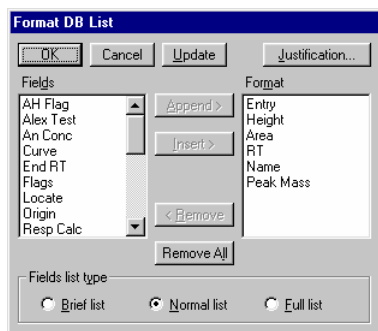 Format DB List
OK Cancel Update Justification...
Fields
AH Flag
Alex Test
An Conc
Curve
End RT
Flags
Locate
Origin
Resp Calc
Append >
Insert >
< Remove
Remove All
Format
Entry
Height
Area
RT
Name
Peak Mass
Fields list type
Brief list Normal list Full list